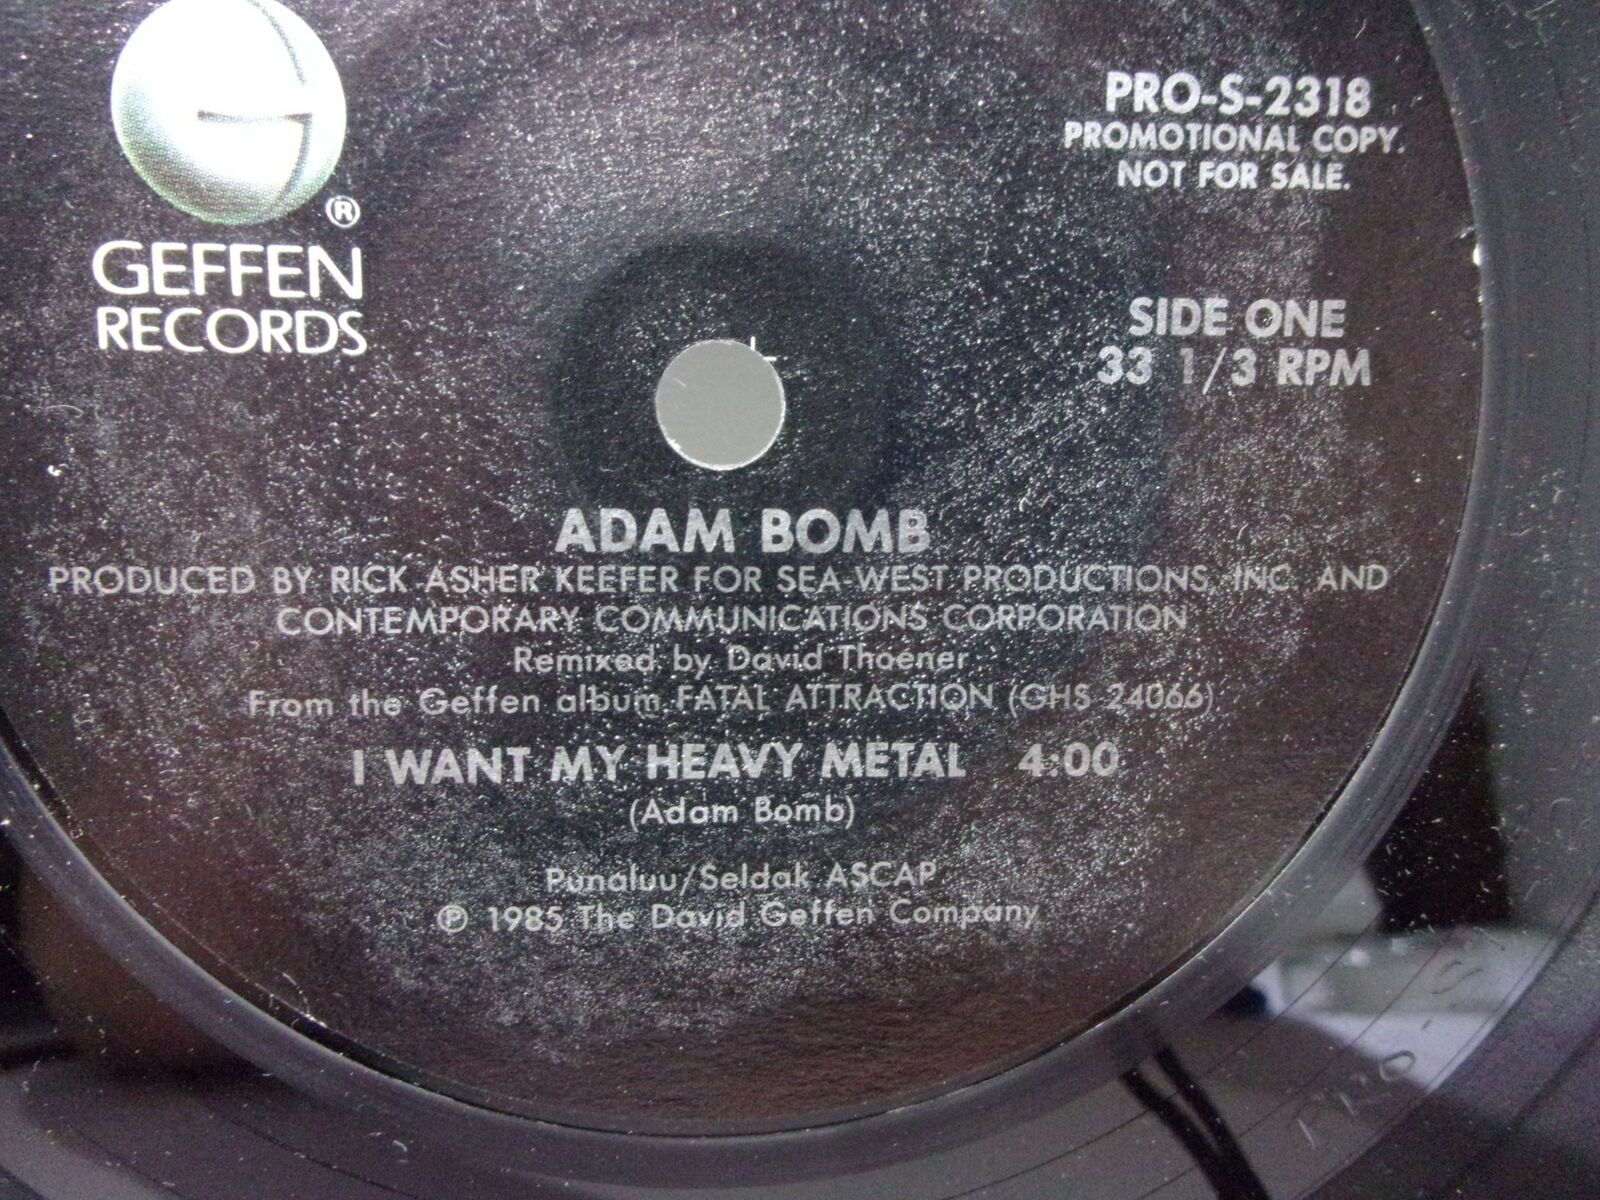 PRO-S-2318
PROMOTIONAL COPY.
NOT FOR SALE.
®
GEFFEN
RECORDS
SIDE ONE
33 1/3 RPM
ADAM BOMB
PRODUCED BY RICK ASHER KEEFER FOR SEA-WEST PRODUCTIONS, INC. AND
CONTEMPORARY COMMUNICATIONS CORPORATION
Remixed by David Thoener
From the Geffen album FATAL ATTRACTION (GHS 24066)
I WANT MY HEAVY METAL 4:00
(Adam Bomb)
Punaluu/Seldak ASCAP
℗ 1985 The David Geffen Company